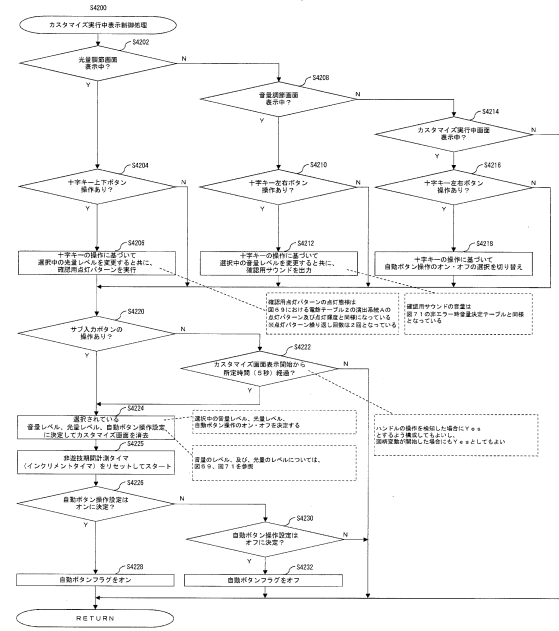 S4200
カスタマイズ実行中表示制御処理
S4202
光量調節画面
表示中？
N
Y
S4208
音量調節画面
表示中？
N
Y
S4214
カスタマイズ実行中画面
表示中？
N
Y
S4204
十字キー上下ボタン
操作あり？
N
Y
S4210
十字キー左右ボタン
操作あり？
N
Y
S4216
十字キー左右ボタン
操作あり？
N
Y
S4206
十字キーの操作に基づいて
選択中の光量レベルを変更すると共に、
確認用点灯パターンを実行
S4212
十字キーの操作に基づいて
選択中の音量レベルを変更すると共に、
確認用サウンドを出力
S4218
十字キーの操作に基づいて
自動ボタン操作のオン・オフの選択を切り替え
確認用点灯パターンの点灯態様は
図６９における電飾テーブル２の演出系統Ａの
点灯パターン及び点灯輝度と同様になっている
※点灯パターン繰り返し回数は２回となっている
確認用サウンドの音量は
図７１の非エラー時音量決定テーブルと同様
となっている
S4220
サブ入力ボタンの
操作あり？
N
Y
S4222
カスタマイズ画面表示開始から
所定時間（５秒）経過？
N
Y
ハンドルの操作を検知した場合にＹｅｓ
とするよう構成してもよいし、
図柄変動が開始した場合にもＹｅｓとしてもよい
S4224
選択されている
音量レベル、光量レベル、自動ボタン操作設定
に決定してカスタマイズ画面を消去
選択中の音量レベル、光量レベル、
自動ボタン操作のオン・オフを決定する
S4225
非遊技期間計測タイマ
（インクリメントタイマ）をリセットしてスタート
音量のレベル、及び、光量のレベルについては、
図６９、図７１を参照
S4226
自動ボタン操作設定は
オンに決定？
N
Y
S4230
自動ボタン操作設定は
オフに決定？
N
Y
S4228
自動ボタンフラグをオン
S4232
自動ボタンフラグをオフ
ＲＥＴＵＲＮ